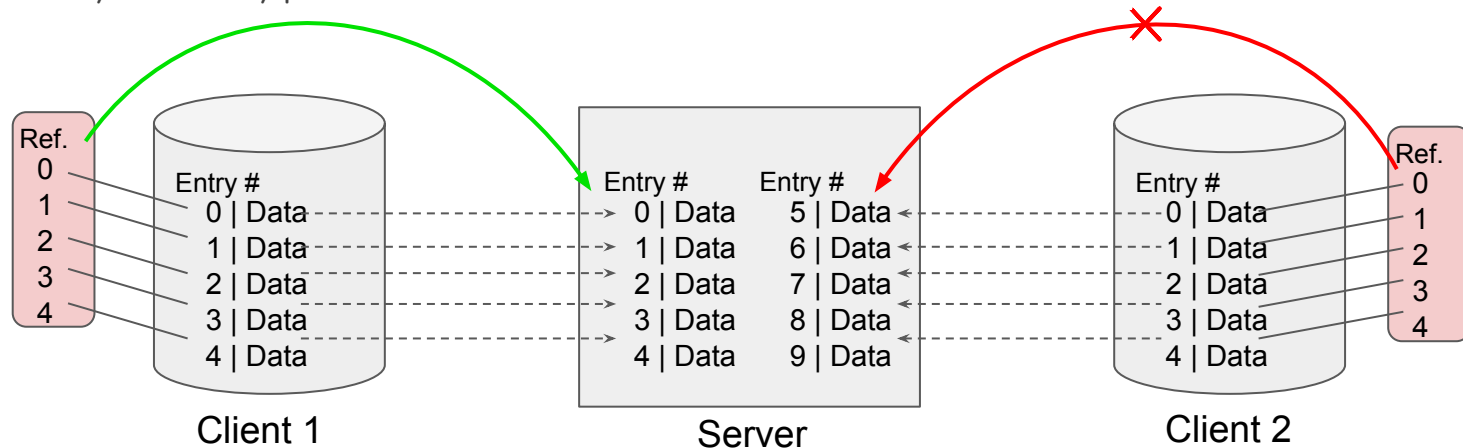 Ref.
0
1
2
3
4
Entry #
0 | Data
1 | Data
2 | Data
3 | Data
4 | Data
Client 1
Entry #
0 | Data
1 | Data
2 | Data
3 | Data
4 | Data
Entry #
5 | Data
6 | Data
7 | Data
8 | Data
9 | Data
Server
Entry #
0 | Data
1 | Data
2 | Data
3 | Data
4 | Data
Client 2
Ref.
0
1
2
3
4